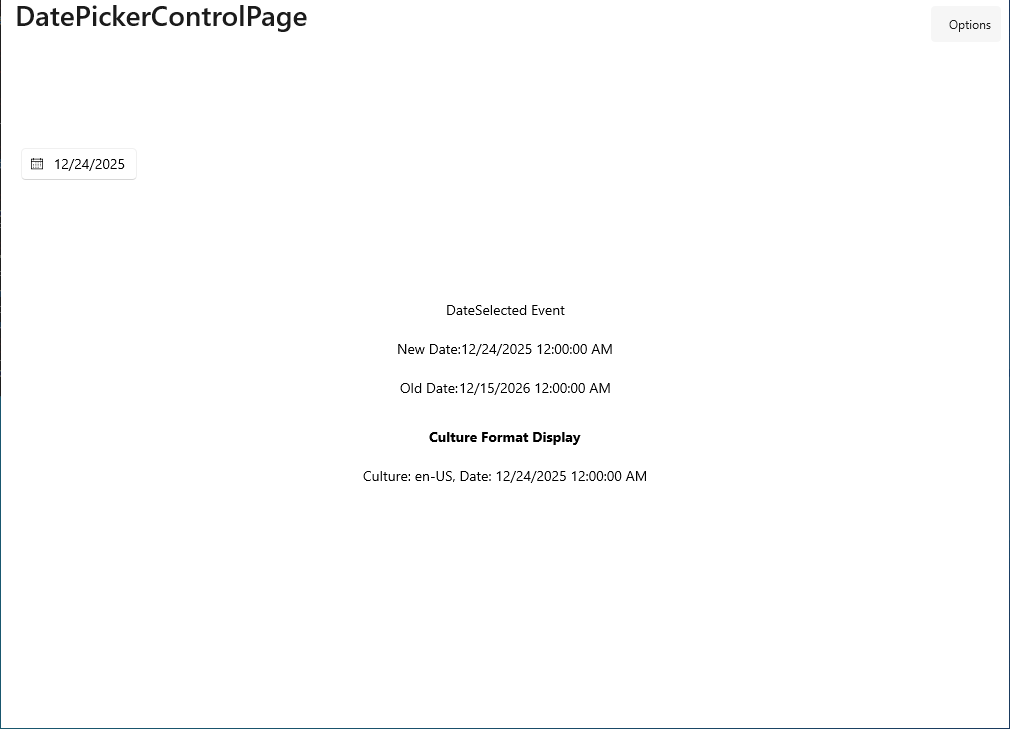 DatePickerControlPage
Options
12/24/2025
DateSelected Event
New Date:12/24/2025 12:00:00 AM
Old Date:12/15/2026 12:00:00 AM
Culture Format Display
Culture: en-US, Date: 12/24/2025 12:00:00 AM